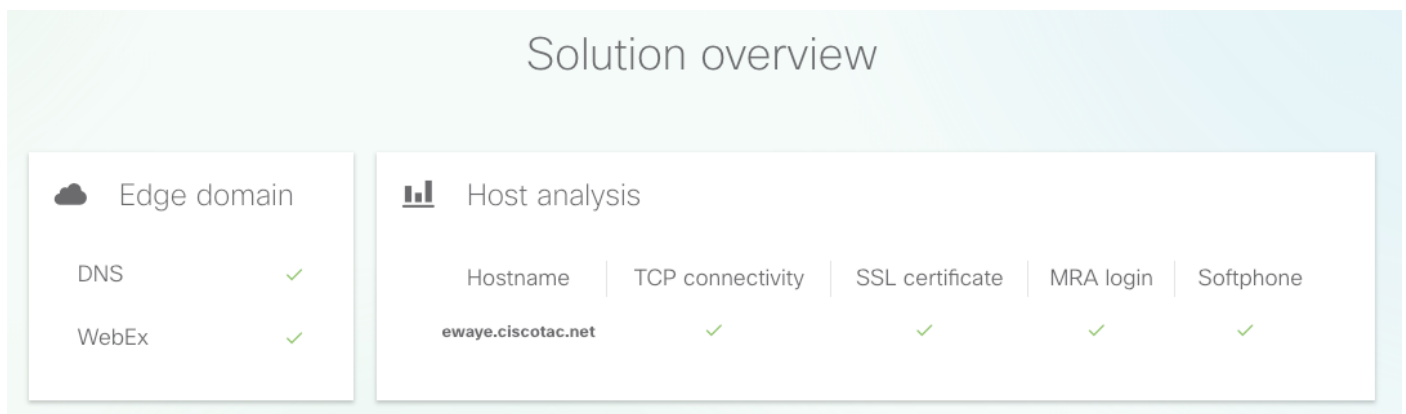 Solution overview
Edge domain
DNS
WebEx
Host analysis
Hostname TCP connectivity SSL certificate MRA login Softphone
ewaye.ciscotac.net